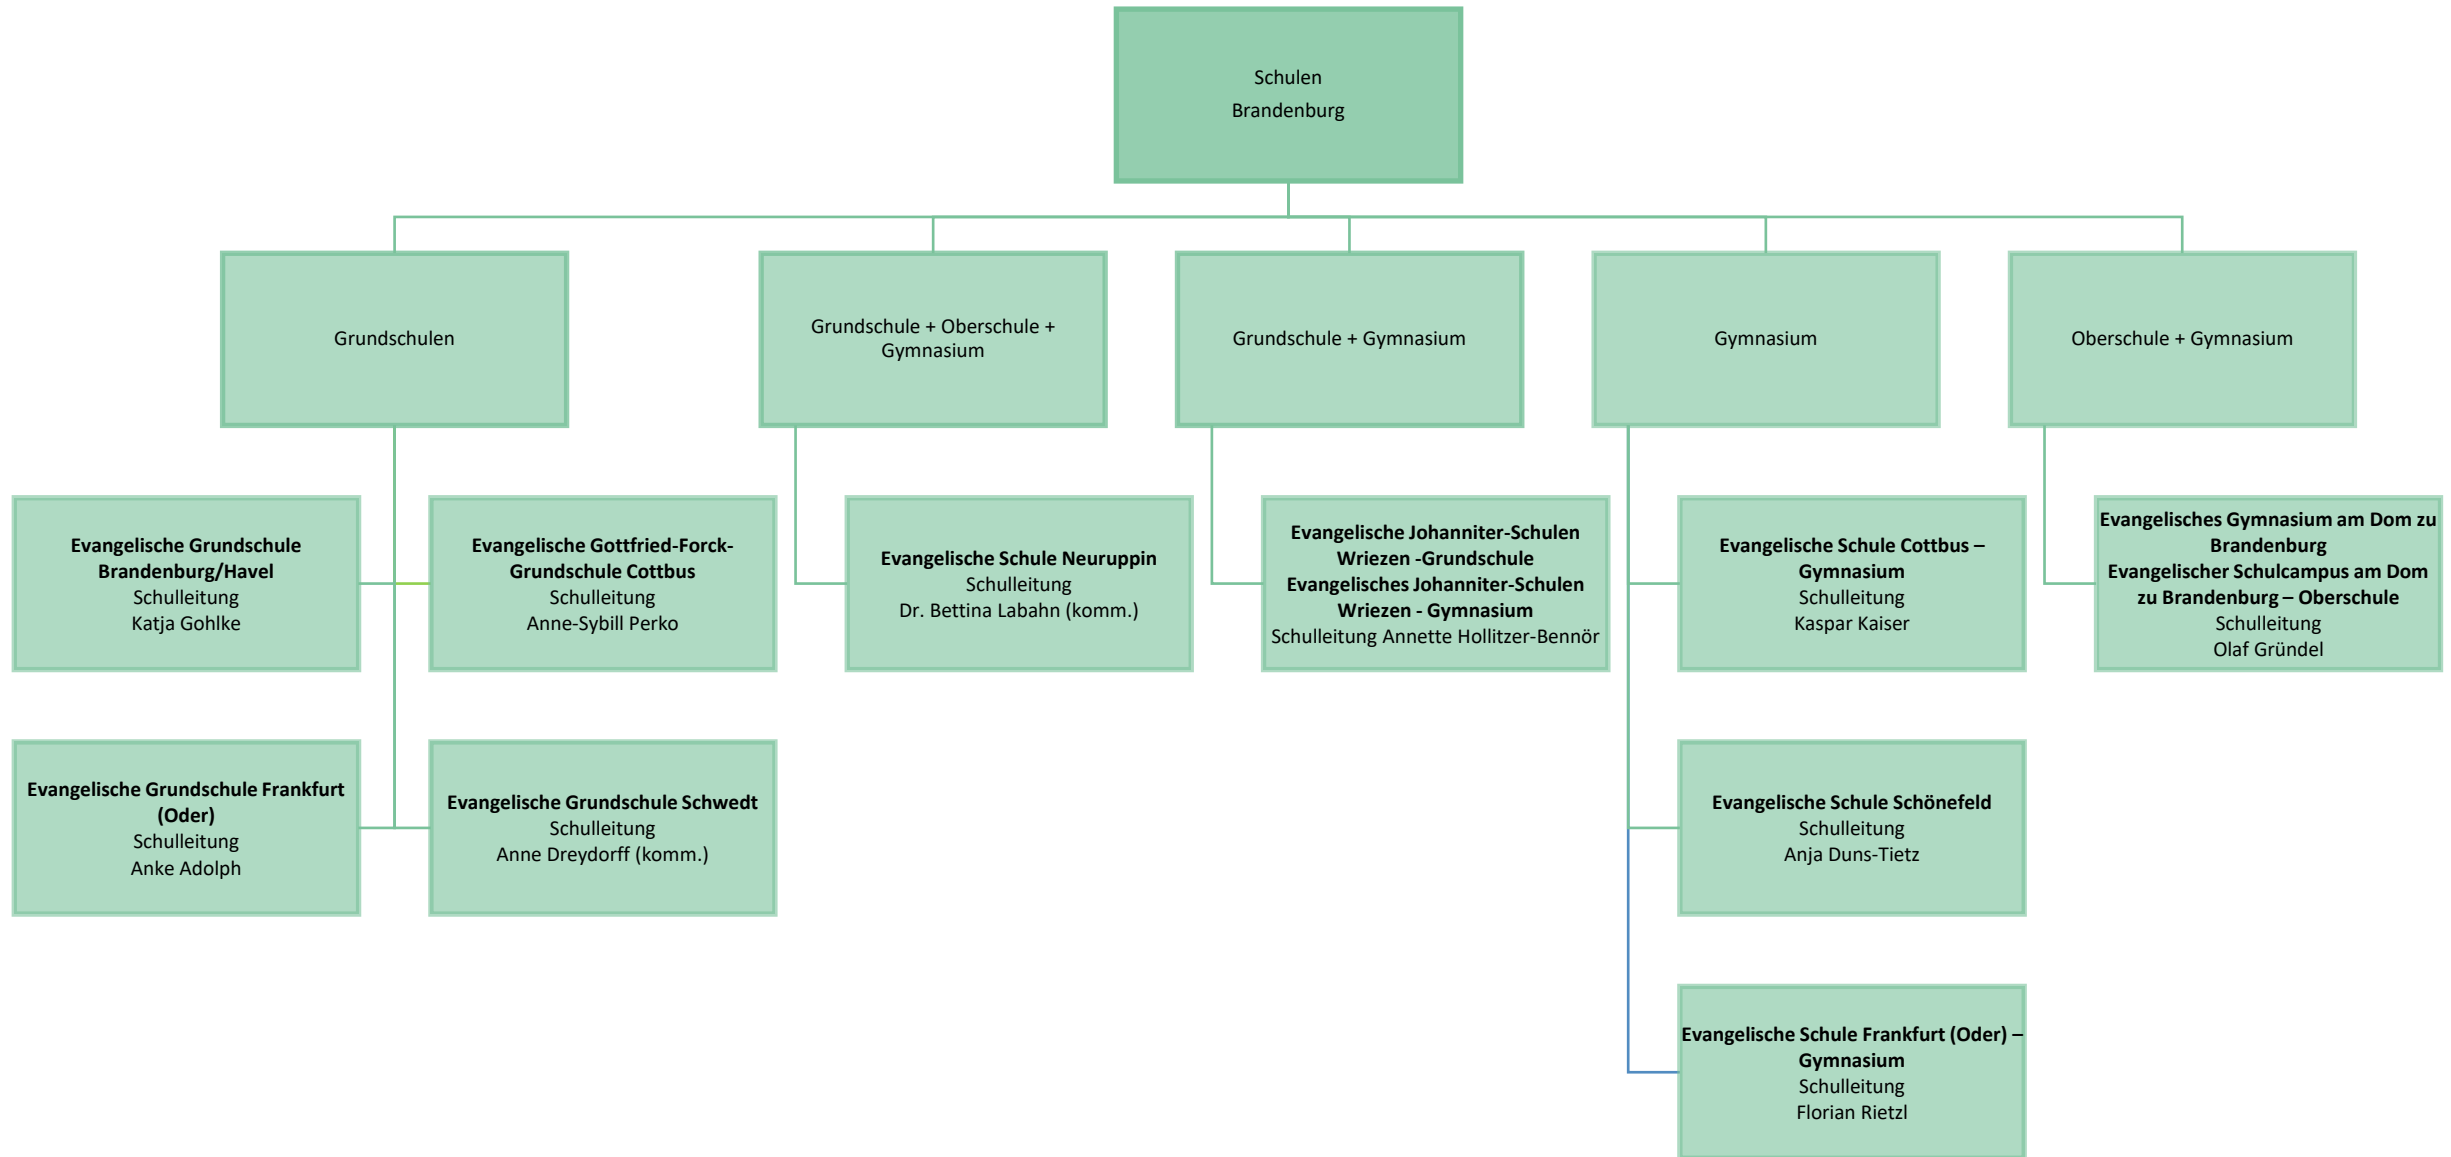 Schulen
Brandenburg
Grundschulen
Grundschule + Oberschule +
Gymnasium
Grundschule + Gymnasium
Gymnasium
Oberschule + Gymnasium
Evangelische Grundschule
Brandenburg/Havel
Schulleitung
Katja Gohlke
Evangelische Gottfried-Forck-
Grundschule Cottbus
Schulleitung
Anne-Sybill Perko
Evangelische Schule Neuruppin
Schulleitung
Dr. Bettina Labahn (komm.)
Evangelische Johanniter-Schulen
Wriezen -Grundschule
Evangelisches Johanniter-Schulen
Wriezen - Gymnasium
Schulleitung Annette Hollitzer-Bennör
Evangelische Schule Cottbus –
Gymnasium
Schulleitung
Kaspar Kaiser
Evangelisches Gymnasium am Dom zu
Brandenburg
Evangelischer Schulcampus am Dom
zu Brandenburg – Oberschule
Schulleitung
Olaf Gründel
Evangelische Grundschule Frankfurt
(Oder)
Schulleitung
Anke Adolph
Evangelische Grundschule Schwedt
Schulleitung
Anne Dreydorff (komm.)
Evangelische Schule Schönefeld
Schulleitung
Anja Duns-Tietz
Evangelische Schule Frankfurt (Oder) –
Gymnasium
Schulleitung
Florian Rietzl